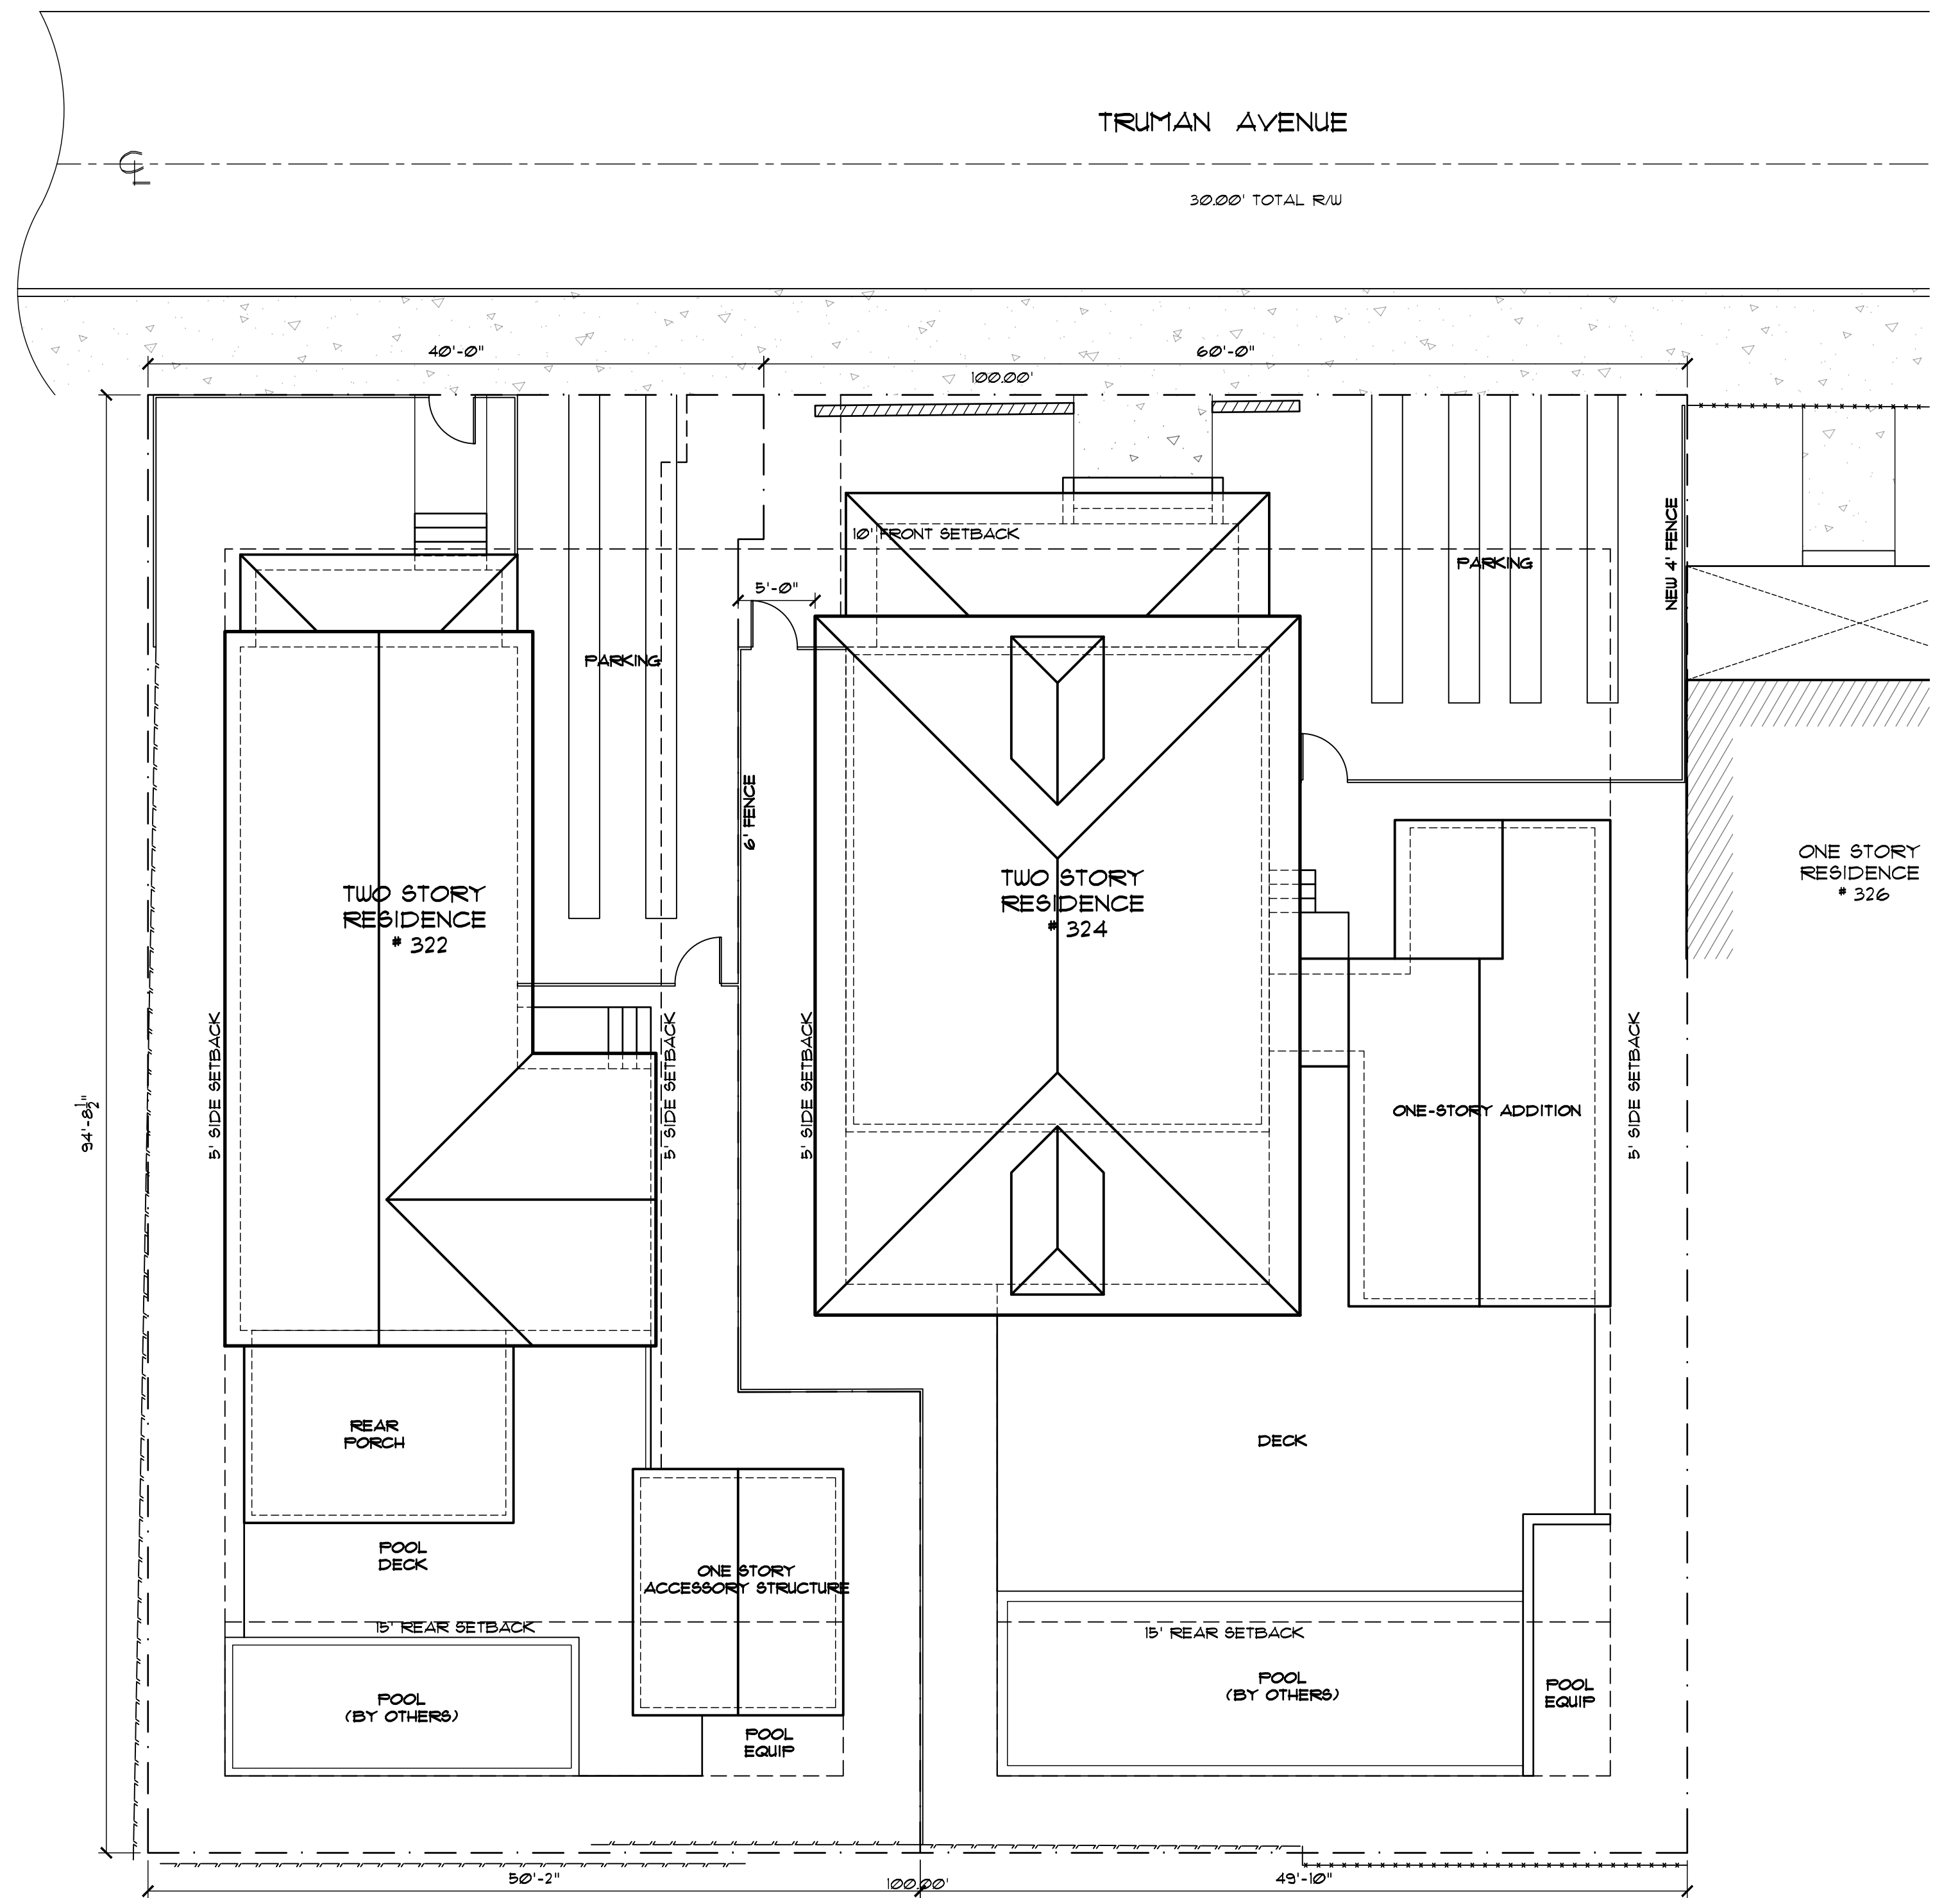 TRUMAN AVENUE
CL
30.00' TOTAL R/W
40'-0"
60'-0"
100.00'
10' FRONT SETBACK
PARKING
NEW 4' FENCE
5'-0"
PARKING
6' FENCE
TWO STORY
RESIDENCE
# 322
TWO STORY
RESIDENCE
# 324
ONE STORY
RESIDENCE
# 326
94'-8 1/2"
5' SIDE SETBACK
5' SIDE SETBACK
5' SIDE SETBACK
5' SIDE SETBACK
ONE-STORY ADDITION
REAR
PORCH
DECK
POOL
DECK
ONE STORY
ACCESSORY STRUCTURE
15' REAR SETBACK
15' REAR SETBACK
POOL
(BY OTHERS)
POOL
(BY OTHERS)
POOL
EQUIP
POOL
EQUIP
50'-2"
100.00'
49'-10"